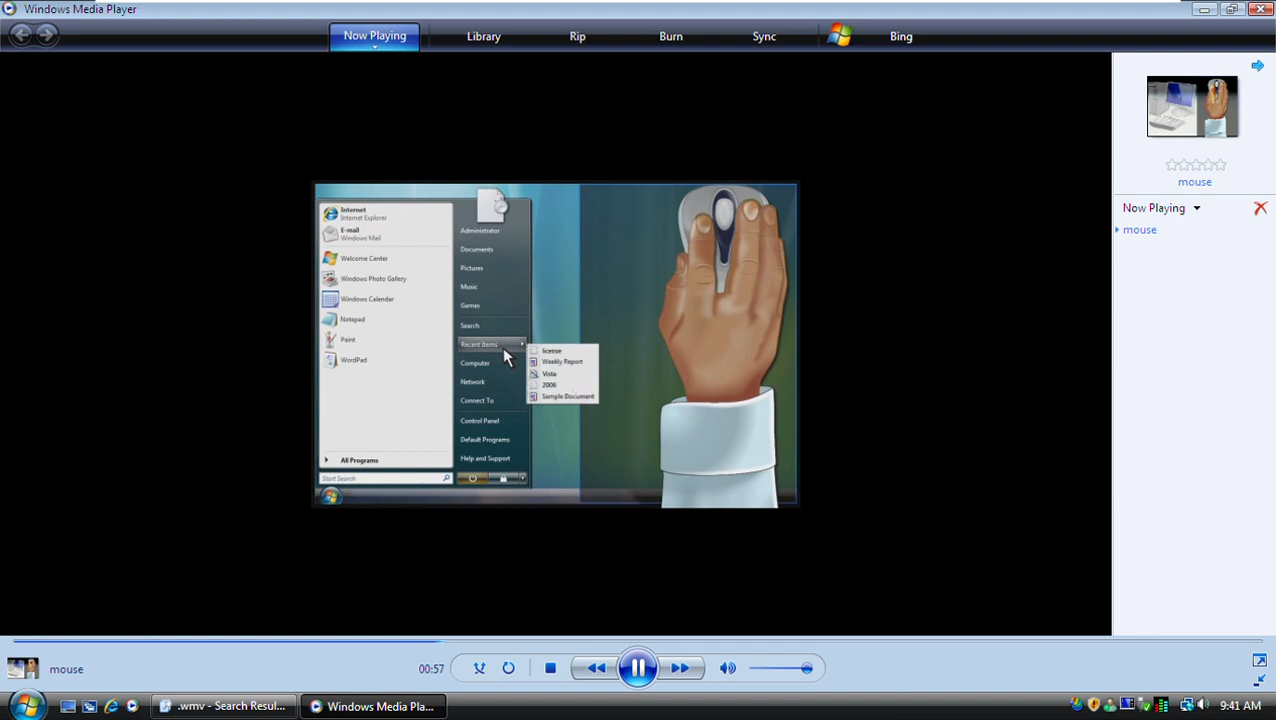 Windows Media Player
Now Playing
Library
Rip
Burn
Sync
Bing
mouse
Now Playing
mouse
Internet
Internet Explorer
E-mail
Windows Mail
Welcome Center
Windows Photo Gallery
Windows Calendar
Notepad
Paint
WordPad
All Programs
Start Search
Administrator
Documents
Pictures
Music
Games
Search
Recent Items
Computer
Network
Connect To
Control Panel
Default Programs
Help and Support
license
Weekly Report
Vista
2006
Sample Document
mouse
00:57
.wmv - Search Resul...
Windows Media Pla...
9:41 AM